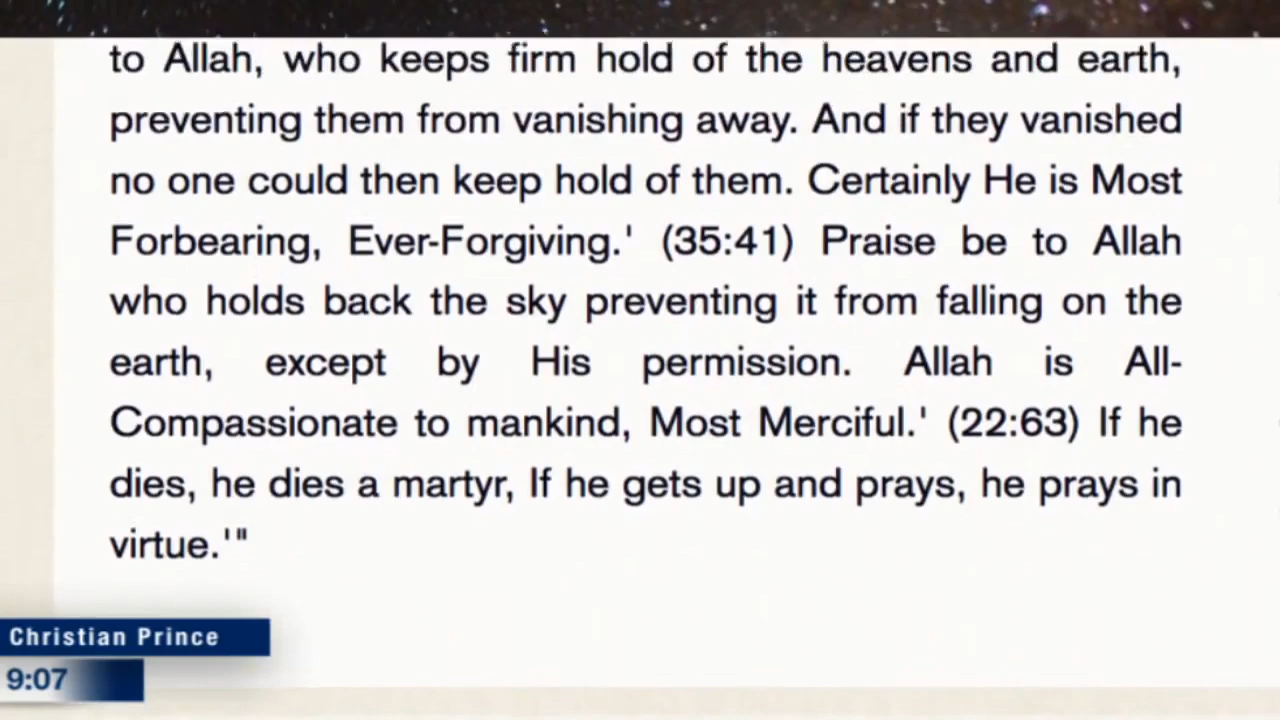 to Allah, who keeps firm hold of the heavens and earth,
preventing them from vanishing away. And if they vanished
no one could then keep hold of them. Certainly He is Most
Forbearing, Ever-Forgiving.' (35:41) Praise be to Allah
who holds back the sky preventing it from falling on the
earth, except by His permission. Allah is All-
Compassionate to mankind, Most Merciful.' (22:63) If he
dies, he dies a martyr, If he gets up and prays, he prays in
virtue.'"
Christian Prince
9:07